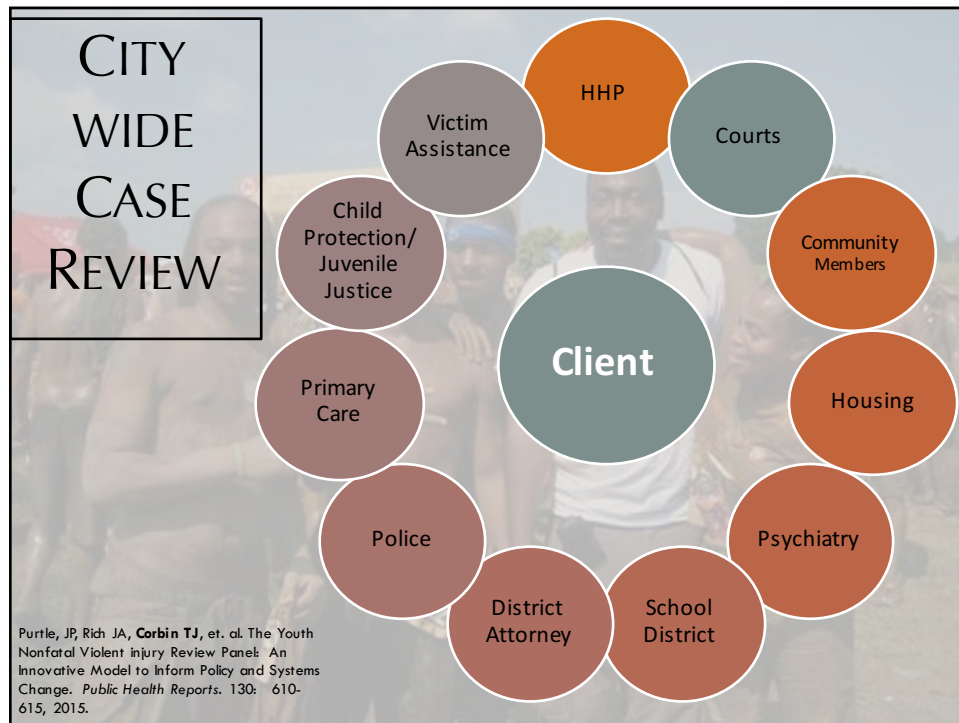 CITY
WIDE
CASE
REVIEW
HHP
Courts
Community
Members
Housing
Psychiatry
School
District
District
Attorney
Police
Primary
Care
Child
Protection/
Juvenile
Justice
Victim
Assistance
Client
Purtle, JP, Rich JA, Corbin TJ, et. al. The Youth
Nonfatal Violent injury Review Panel: An
Innovative Model to Inform Policy and Systems
Change. Public Health Reports. 130: 610-
615, 2015.